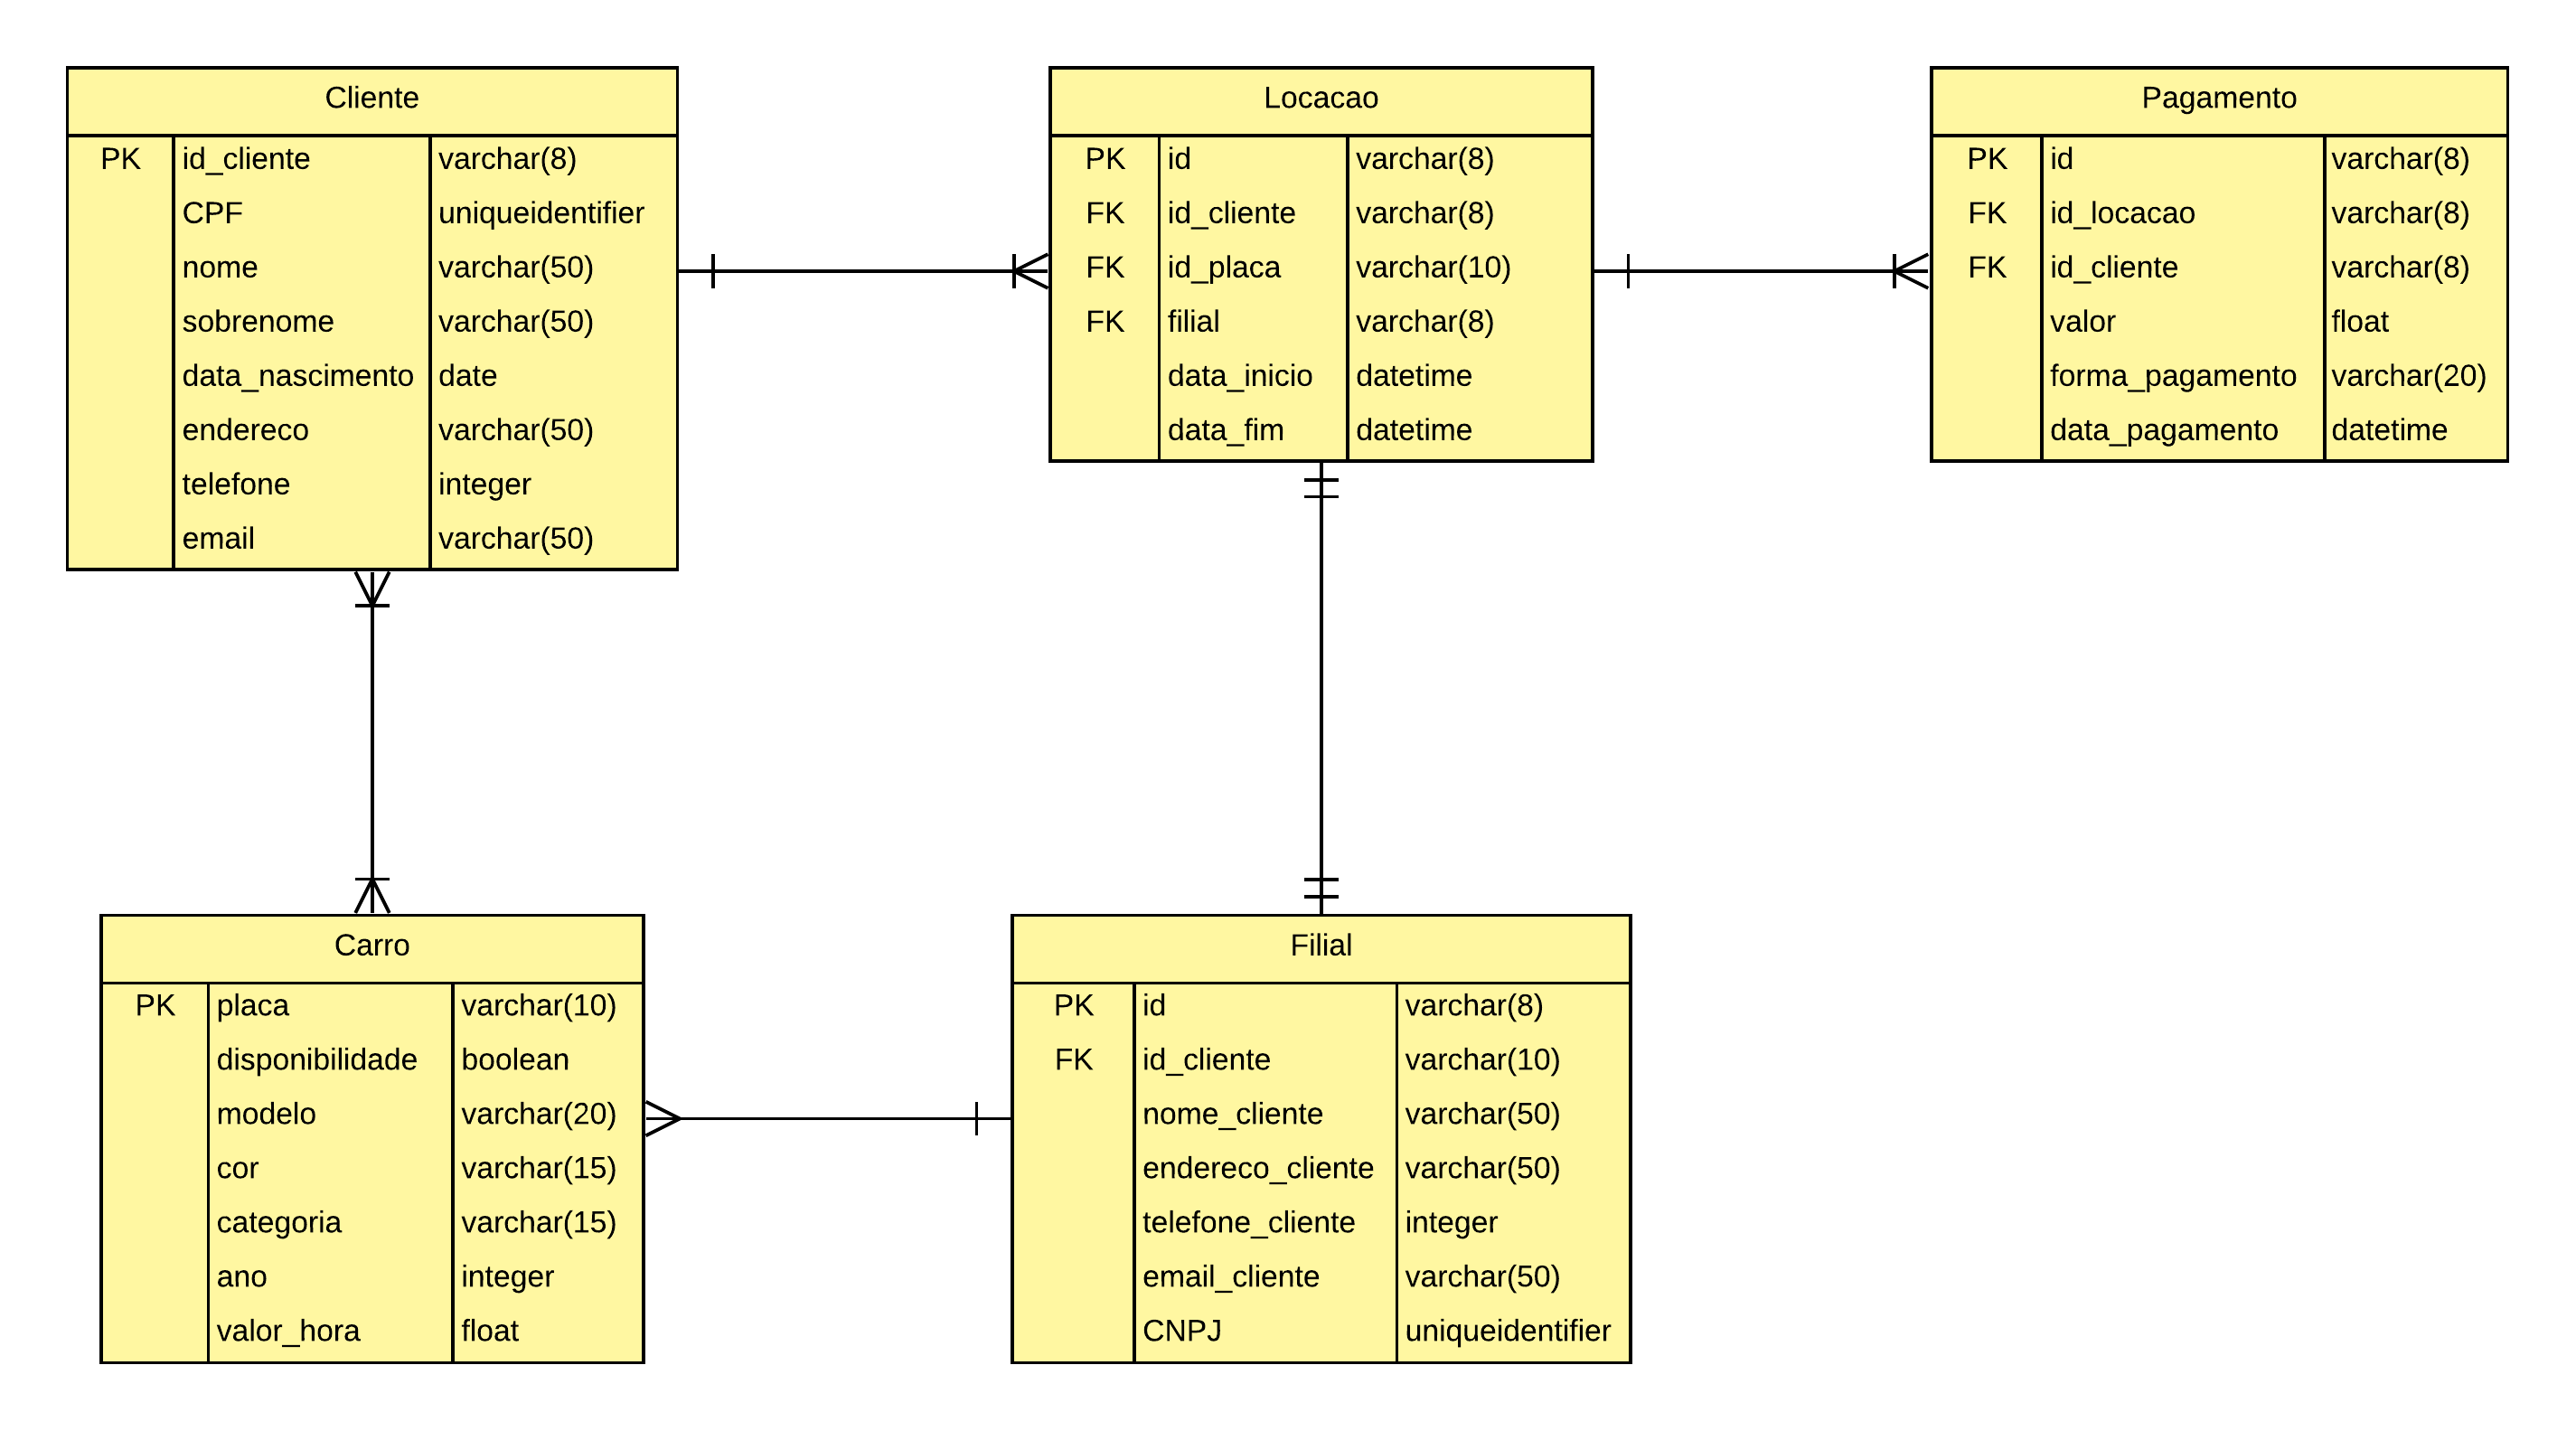 Cliente
PK id_cliente varchar(8)
CPF uniqueidentifier
nome varchar(50)
sobrenome varchar(50)
data_nascimento date
endereco varchar(50)
telefone integer
email varchar(50)
Locacao
PK id varchar(8)
FK id_cliente varchar(8)
FK id_placa varchar(10)
FK filial varchar(8)
data_inicio datetime
data_fim datetime
Pagamento
PK id varchar(8)
FK id_locacao varchar(8)
FK id_cliente varchar(8)
valor float
forma_pagamento varchar(20)
data_pagamento datetime
Carro
PK placa varchar(10)
disponibilidade boolean
modelo varchar(20)
cor varchar(15)
categoria varchar(15)
ano integer
valor_hora float
Filial
PK id varchar(8)
FK id_cliente varchar(10)
nome_cliente varchar(50)
endereco_cliente varchar(50)
telefone_cliente integer
email_cliente varchar(50)
CNPJ uniqueidentifier